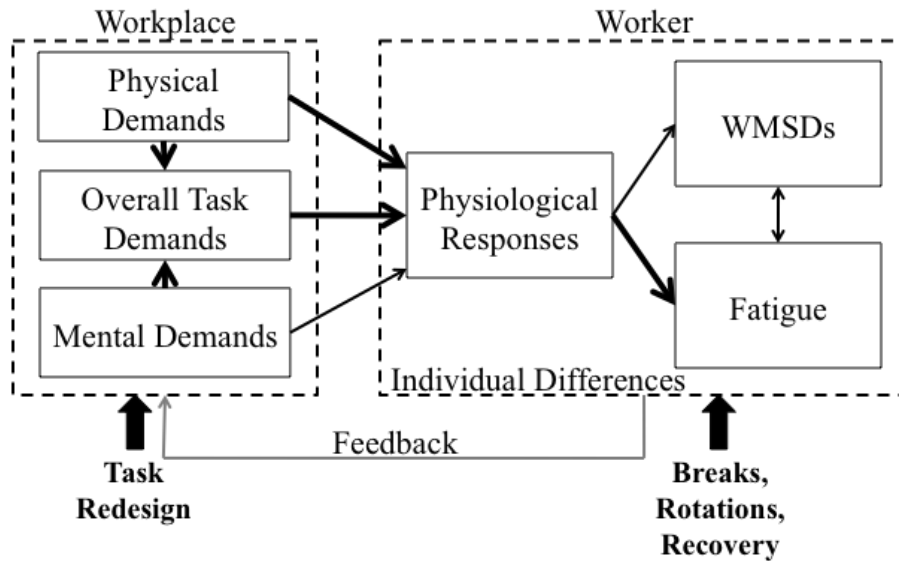 Workplace
Physical
Demands
Overall Task
Demands
Mental Demands
Worker
Physiological
Responses
WMSDs
Fatigue
Individual Differences
Feedback
Task
Redesign
Breaks,
Rotations,
Recovery